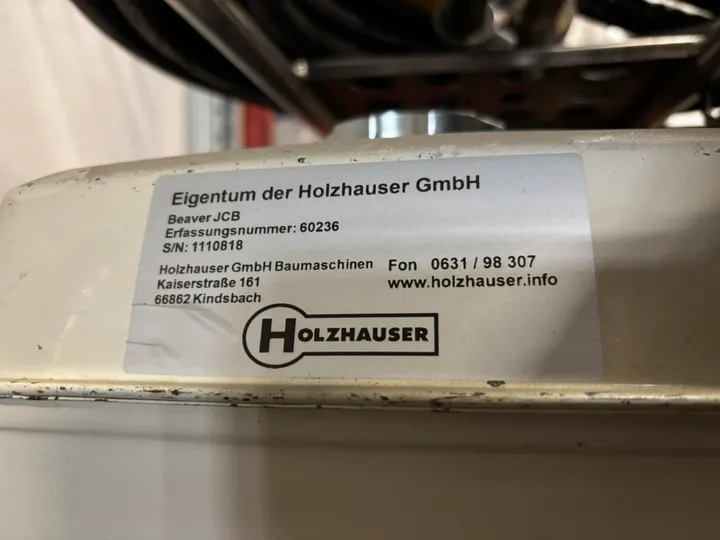 Eigentum der Holzhauser GmbH
Beaver JCB
Erfassungsnummer: 60236
S/N: 1110818
Holzhauser GmbH Baumaschinen Fon 0631 / 98 307
Kaiserstraße 161 www.holzhauser.info
66862 Kindsbach
HOLZHAUSER